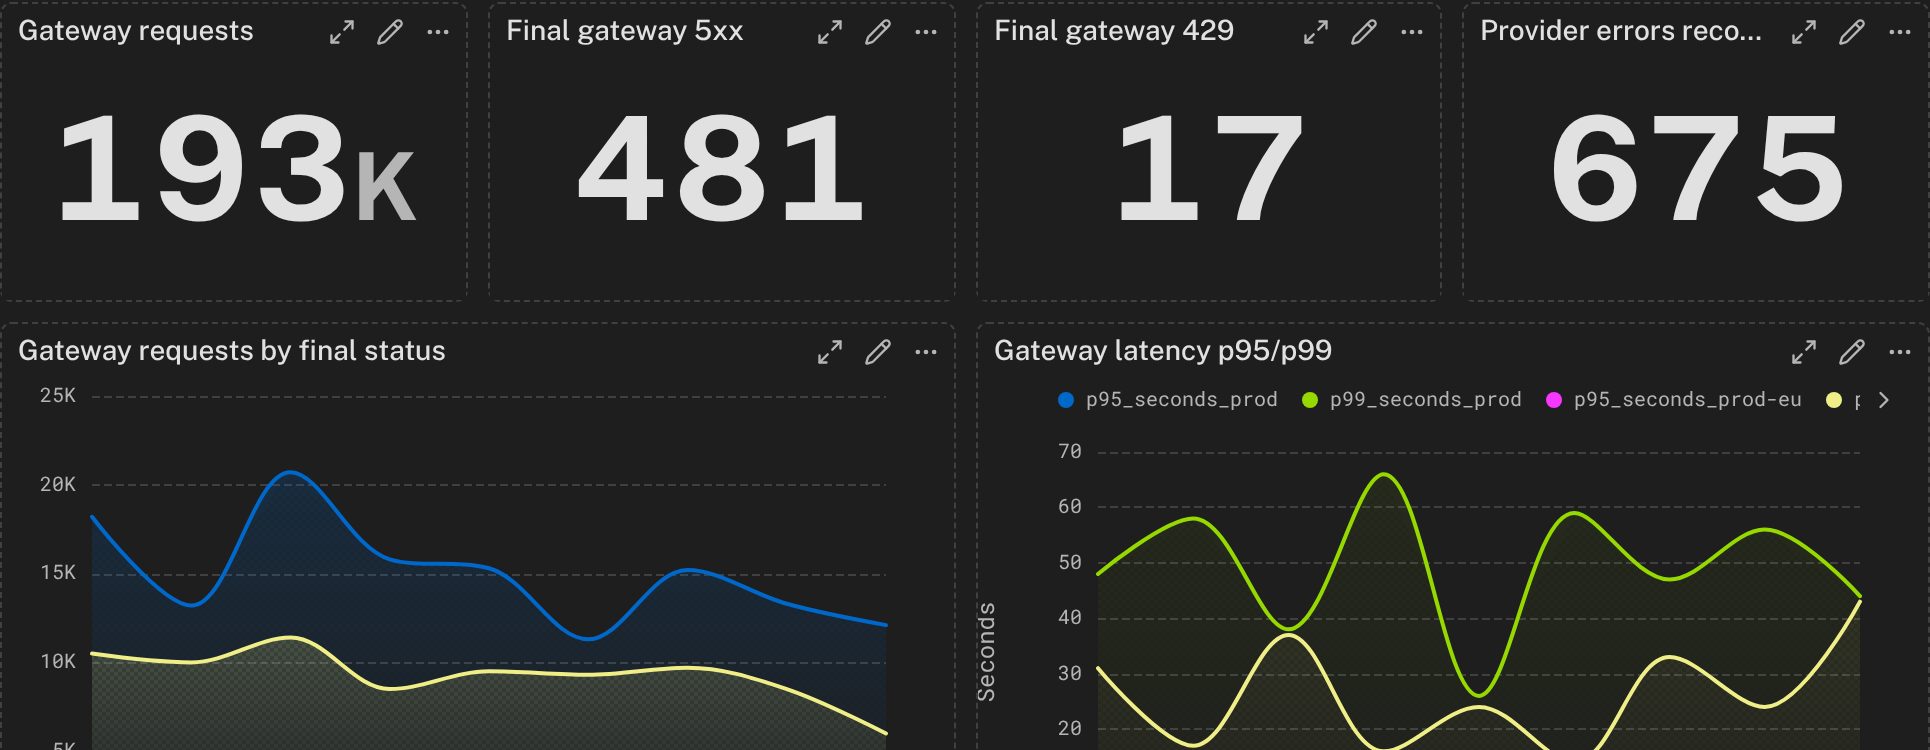 Gateway requests
193K
Final gateway 5xx
481
Final gateway 429
17
Provider errors reco...
675
Gateway requests by final status
25K
20K
15K
10K
5K
Gateway latency p95/p99
p95_seconds_prod p99_seconds_prod p95_seconds_prod-eu
70
60
50
40
30
20
Seconds